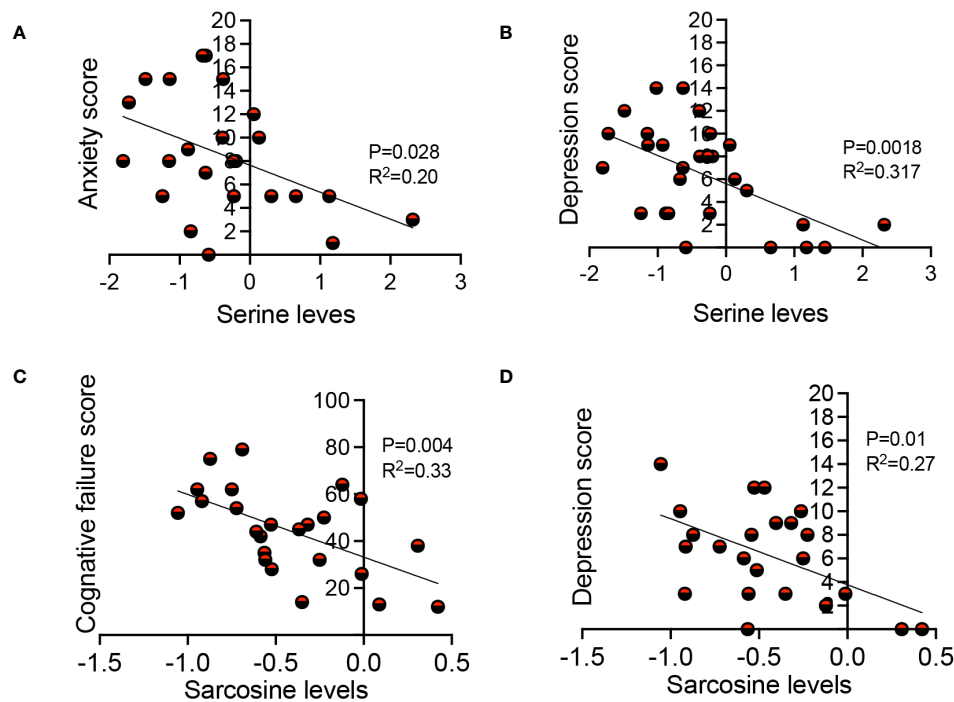 A
Anxiety score
20
18
16
14
12
10
8
6
4
2
P=0.028
R2=0.20
-2 -1 0 1 2 3
Serine leves
B
Depression score
20
18
16
14
12
10
8
6
4
2
P=0.0018
R2=0.317
-2 -1 0 1 2 3
Serine leves
C
Cognative failure score
100
80
60
40
20
P=0.004
R2=0.33
-1.5 -1.0 -0.5 0.0 0.5
Sarcosine levels
D
Depression score
20
18
16
14
12
10
8
6
4
2
P=0.01
R2=0.27
-1.5 -1.0 -0.5 0.0 0.5
Sarcosine levels